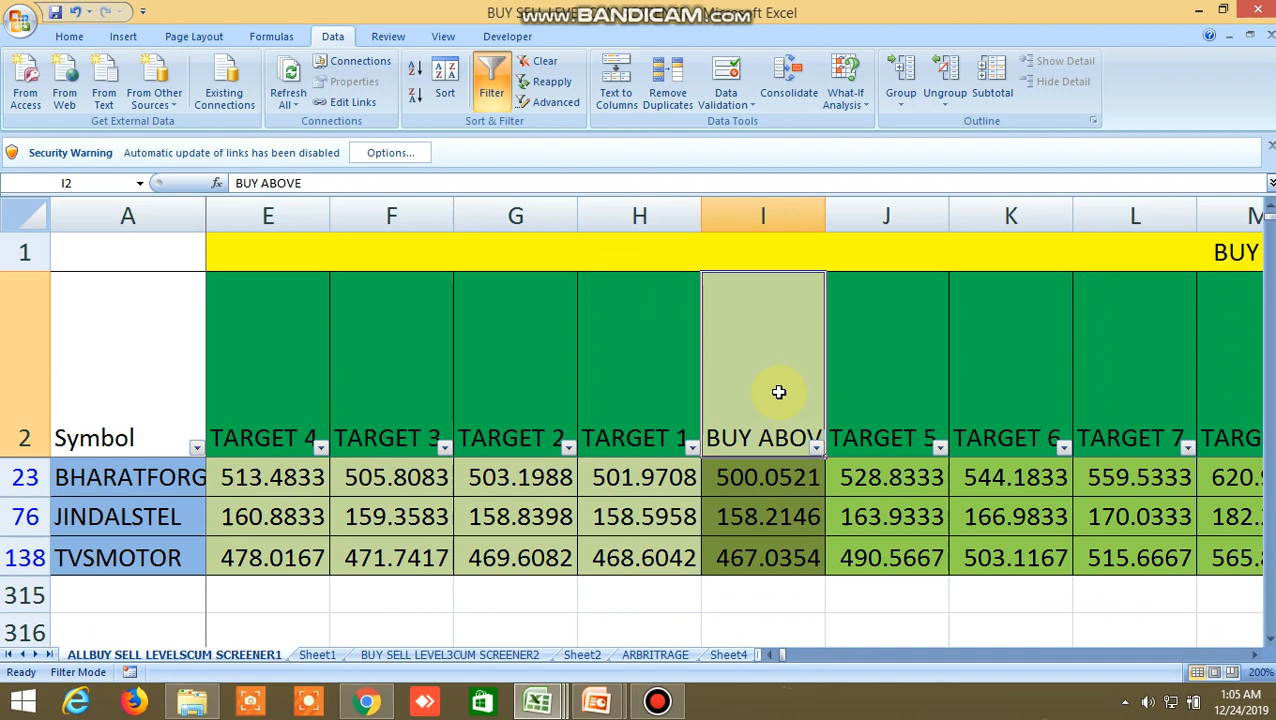 BUY SELL LEVEL
www.BANDICAM.com
Microsoft Excel
Home Insert Page Layout Formulas Data Review View Developer
From Access
From Web
From Text
From Other Sources
Existing Connections
Get External Data
Refresh All
Connections
Properties
Edit Links
Connections
Sort
Filter
Clear
Reapply
Advanced
Sort & Filter
Text to Columns
Remove Duplicates
Data Validation
Consolidate
What-If Analysis
Data Tools
Group
Ungroup
Subtotal
Show Detail
Hide Detail
Outline
Security Warning Automatic update of links has been disabled Options...
I2 fx BUY ABOVE
A E F G H I J K L M
1 BUY
2 Symbol TARGET 4 TARGET 3 TARGET 2 TARGET 1 BUY ABOV TARGET 5 TARGET 6 TARGET 7 TARG
23 BHARATFORG 513.4833 505.8083 503.1988 501.9708 500.0521 528.8333 544.1833 559.5333 620.
76 JINDALSTEL 160.8833 159.3583 158.8398 158.5958 158.2146 163.9333 166.9833 170.0333 182.
138 TVSMOTOR 478.0167 471.7417 469.6082 468.6042 467.0354 490.5667 503.1167 515.6667 565.
315
316
ALLBUY SELL LEVELSCUM SCREENER1 Sheet1 BUY SELL LEVEL3CUM SCREENER2 Sheet2 ARBRITRAGE Sheet4
Ready Filter Mode 200%
1:05 AM
12/24/2019